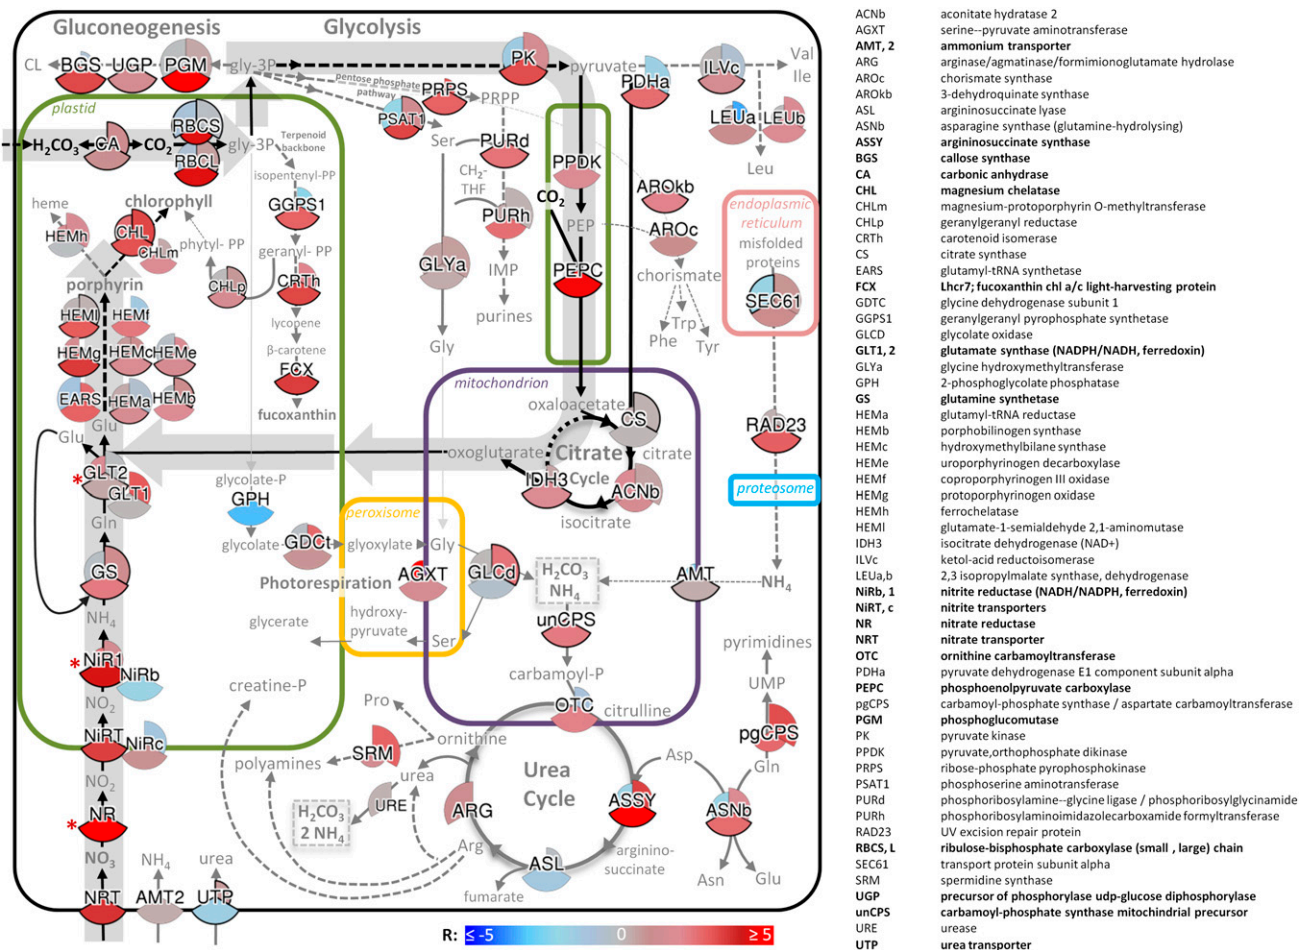 Gluconeogenesis
Glycolysis
CL
BGS
UGP
PGM
gly-3P
PK
pyruvate
PDHa
ILVc
Val
Ile
pentose phosphate
pathway
PRPS
PRPP
PSAT1
Ser
LEUa
LEUb
Leu
plastid
H₂CO₃
CA
CO₂
RBCS
RBCL
gly-3P
Terpenoid
backbone
isopentenyl-PP
GGPS1
geranyl- PP
CRTh
lycopene
β-carotene
FCX
fucoxanthin
PURd
CH₂-
THF
PURh
IMP
purines
GLYa
Gly
PPDK
CO₂
PEP
PEPC
AROkb
AROc
chorismate
Trp
Phe
Tyr
endoplasmic
reticulum
misfolded
proteins
SEC61
RAD23
proteosome
NH₄
heme
chlorophyll
HEMh
CHL
CHLm
phytyl- PP
CHLp
porphyrin
HEMl
HEMf
HEMg
HEMc
HEMe
EARS
HEMa
HEMb
Glu
Glu
*
GLT2
GLT1
Gln
GS
NH₄
*
NiR1
NiRb
NO₂
NiRT
NiRc
NO₂
*
NR
NO₃
NRT
NH₄
AMT2
urea
UTP
mitochondrion
oxaloacetate
CS
Citrate
Cycle
citrate
oxoglutarate
IDH3
ACNb
isocitrate
glycolate-P
GPH
glycolate
GDCt
peroxisome
glyoxylate
Gly
Photorespiration
AGXT
GLCd
hydroxy-
pyruvate
glycerate
Ser
H₂CO₃
NH₄
AMT
unCPS
carbamoyl-P
OTC
citrulline
creatine-P
Pro
ornithine
polyamines
SRM
urea
URE
H₂CO₃
2 NH₄
ARG
Arg
Urea
Cycle
ASSY
ASL
fumarate
arginino-
succinate
Asp
ASNb
Asn
Glu
Gln
pgCPS
UMP
pyrimidines
R: ≤ -5 0 ≥ 5
ACNb aconitate hydratase 2
AGXT serine--pyruvate aminotransferase
AMT, 2 ammonium transporter
ARG arginase/agmatinase/formimionoglutamate hydrolase
AROc chorismate synthase
AROkb 3-dehydroquinate synthase
ASL argininosuccinate lyase
ASNb asparagine synthase (glutamine-hydrolysing)
ASSY argininosuccinate synthase
BGS callose synthase
CA carbonic anhydrase
CHL magnesium chelatase
CHLm magnesium-protoporphyrin O-methyltransferase
CHLp geranylgeranyl reductase
CRTh carotenoid isomerase
CS citrate synthase
EARS glutamyl-tRNA synthetase
FCX Lhcr7; fucoxanthin chl a/c light-harvesting protein
GDTC glycine dehydrogenase subunit 1
GGPS1 geranylgeranyl pyrophosphate synthetase
GLCD glycolate oxidase
GLT1, 2 glutamate synthase (NADPH/NADH, ferredoxin)
GLYa glycine hydroxymethyltransferase
GPH 2-phosphoglycolate phosphatase
GS glutamine synthetase
HEMa glutamyl-tRNA reductase
HEMb porphobilinogen synthase
HEMc hydroxymethylbilane synthase
HEMe uroporphyrinogen decarboxylase
HEMf coproporphyrinogen III oxidase
HEMg protoporphyrinogen oxidase
HEMh ferrochelatase
HEMl glutamate-1-semialdehyde 2,1-aminomutase
IDH3 isocitrate dehydrogenase (NAD+)
ILVc ketol-acid reductoisomerase
LEUa,b 2,3 isopropylmalate synthase, dehydrogenase
NiRb, 1 nitrite reductase (NADH/NADPH, ferredoxin)
NiRT, c nitrite transporters
NR nitrate reductase
NRT nitrate transporter
OTC ornithine carbamoyltransferase
PDHa pyruvate dehydrogenase E1 component subunit alpha
PEPC phosphoenolpyruvate carboxylase
pgCPS carbamoyl-phosphate synthase / aspartate carbamoyltransferase
PGM phosphoglucomutase
PK pyruvate kinase
PPDK pyruvate,orthophosphate dikinase
PRPS ribose-phosphate pyrophosphokinase
PSAT1 phosphoserine aminotransferase
PURd phosphoribosylamine--glycine ligase / phosphoribosylglycinamide
PURh phosphoribosylaminoimidazolecarboxamide formyltransferase
RAD23 UV excision repair protein
RBCS, L ribulose-bisphosphate carboxylase (small , large) chain
SEC61 transport protein subunit alpha
SRM spermidine synthase
UGP precursor of phosphorylase udp-glucose diphosphorylase
unCPS carbamoyl-phosphate synthase mitochindrial precursor
URE urease
UTP urea transporter